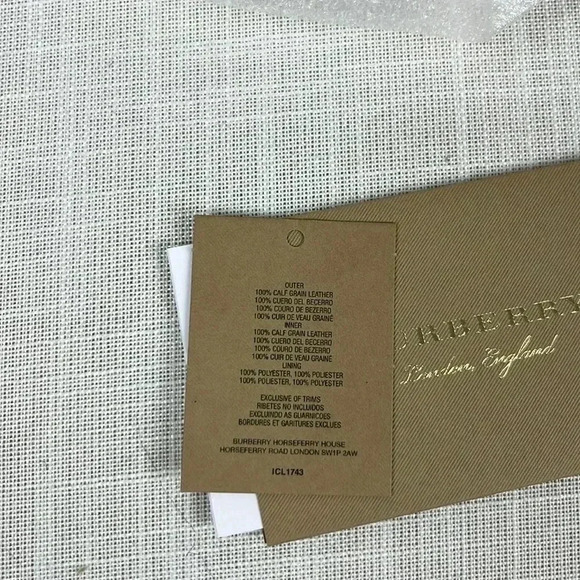 OUTER
100% CALF GRAIN LEATHER
100% CUERO DEL BECERRO
100% COURO DE BEZERRO
100% CUIR DE VEAU GRAINÉ
INNER
100% CALF GRAIN LEATHER
100% CUERO DEL BECERRO
100% COURO DE BEZERRO
100% CUIR DE VEAU GRAINÉ
LINING
100% POLYESTER, 100% POLIESTER
100% POLIESTER, 100% POLYESTER
EXCLUSIVE OF TRIMS
RIBETES NO INCLUIDOS
EXCLUINDO AS GUARNICOES
BORDURES ET GARITURES EXCLUES
BURBERRY HORSEFERRY HOUSE
HORSEFERRY ROAD LONDON SW1P 2AW
ICL1743
RBERRY
London, England